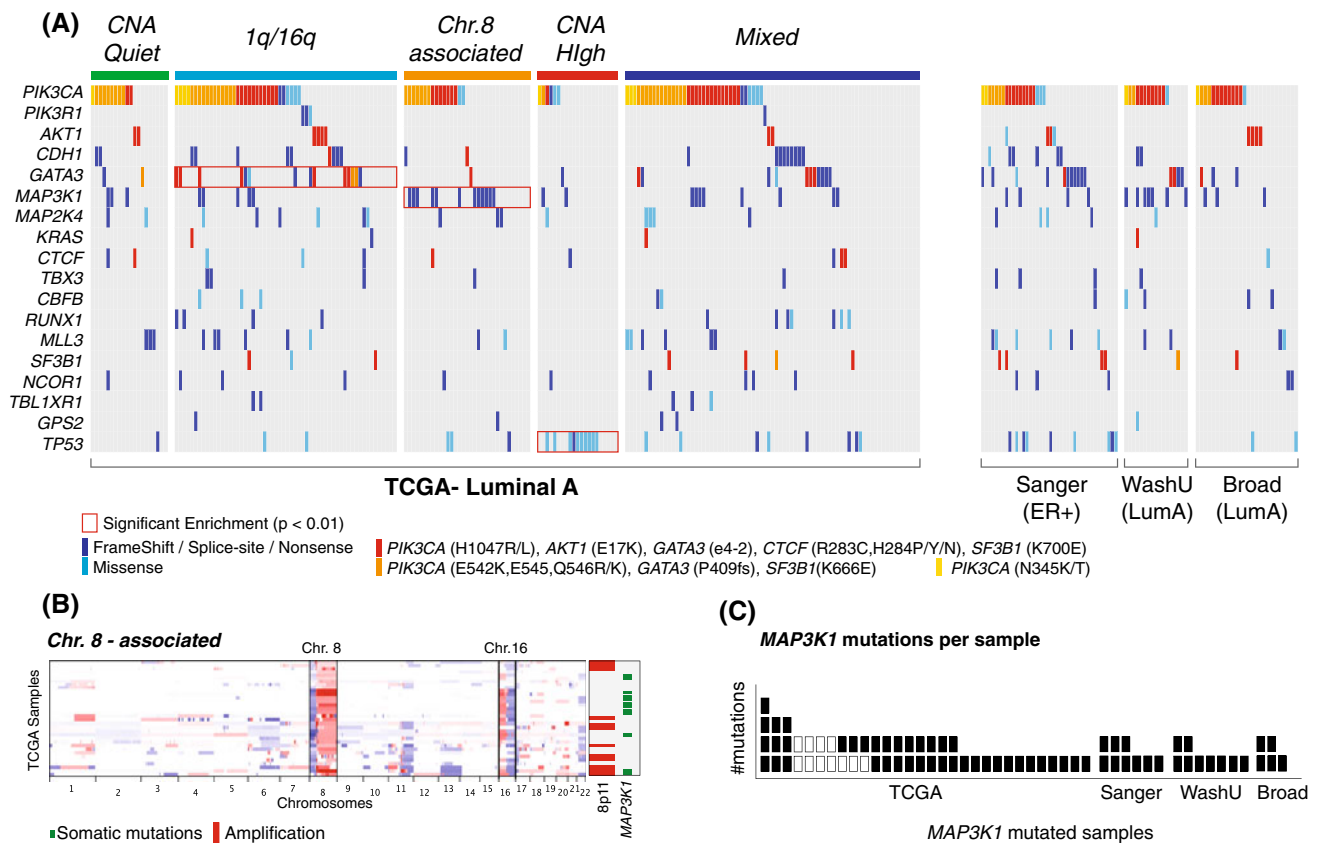 (A)
CNA Quiet
1q/16q
Chr.8 associated
CNA HIgh
Mixed
PIK3CA
PIK3R1
AKT1
CDH1
GATA3
MAP3K1
MAP2K4
KRAS
CTCF
TBX3
CBFB
RUNX1
MLL3
SF3B1
NCOR1
TBL1XR1
GPS2
TP53
TCGA- Luminal A
Sanger (ER+)
WashU (LumA)
Broad (LumA)
Significant Enrichment (p < 0.01)
FrameShift / Splice-site / Nonsense
Missense
PIK3CA (H1047R/L), AKT1 (E17K), GATA3 (e4-2), CTCF (R283C,H284P/Y/N), SF3B1 (K700E)
PIK3CA (E542K,E545,Q546R/K), GATA3 (P409fs), SF3B1(K666E)
PIK3CA (N345K/T)
(B)
Chr. 8 - associated
Chr. 8
Chr.16
TCGA Samples
1 2 3 4 5 6 7 8 9 10 11 12 13 14 15 16 17 18 19 20 21 22
Chromosomes
8p11
MAP3K1
Somatic mutations
Amplification
(C)
MAP3K1 mutations per sample
#mutations
TCGA
Sanger
WashU
Broad
MAP3K1 mutated samples